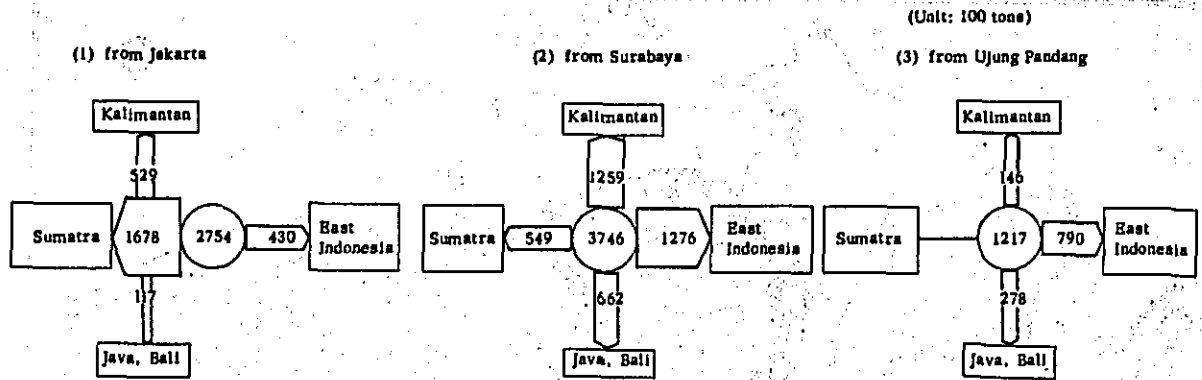 (Unit: 100 tons)
(1) from Jakarta
(2) from Surabaya
(3) from Ujung Pandang
Kalimantan
529
Sumatra
1678
2754
430
East
Indonesia
117
Java, Bali
Kalimantan
1259
Sumatra
549
3746
1276
East
Indonesia
662
Java, Bali
Kalimantan
146
Sumatra
1217
790
East
Indonesia
278
Java, Bali